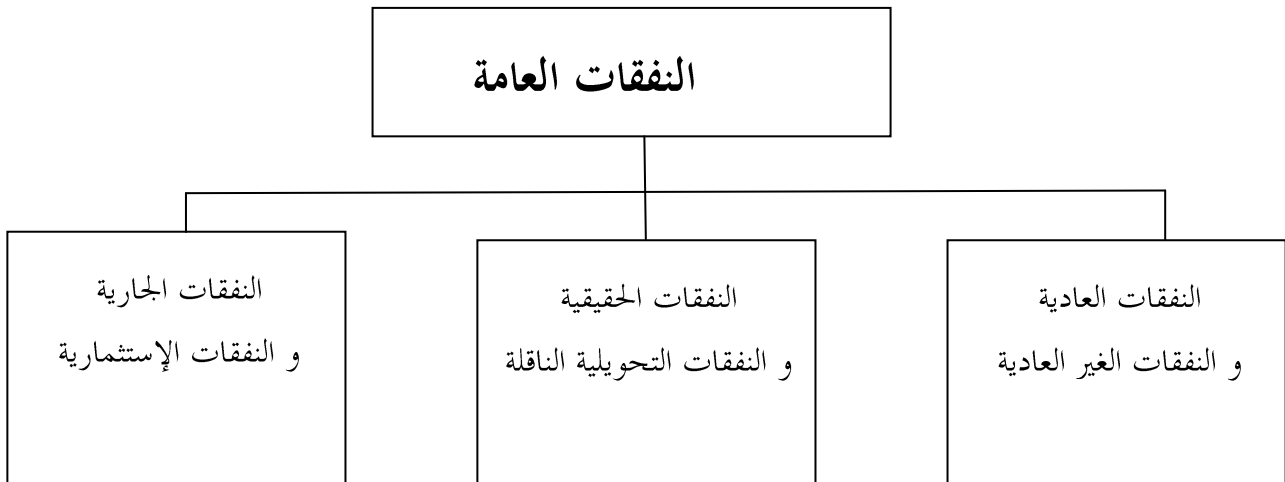 النفقات العامة
النفقات العادية
و النفقات الغير العادية
النفقات الحقيقية
و النفقات التحويلية الناقلة
النفقات الجارية
و النفقات الإستثمارية